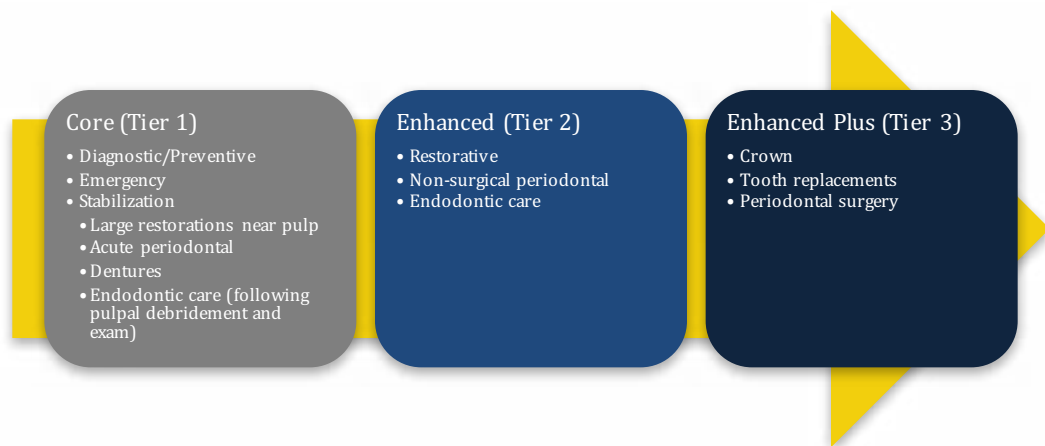 Core (Tier 1)
• Diagnostic/Preventive
• Emergency
• Stabilization
• Large restorations near pulp
• Acute periodontal
• Dentures
• Endodontic care (following
pulpal debridement and
exam)
Enhanced (Tier 2)
• Restorative
• Non-surgical periodontal
• Endodontic care
Enhanced Plus (Tier 3)
• Crown
• Tooth replacements
• Periodontal surgery